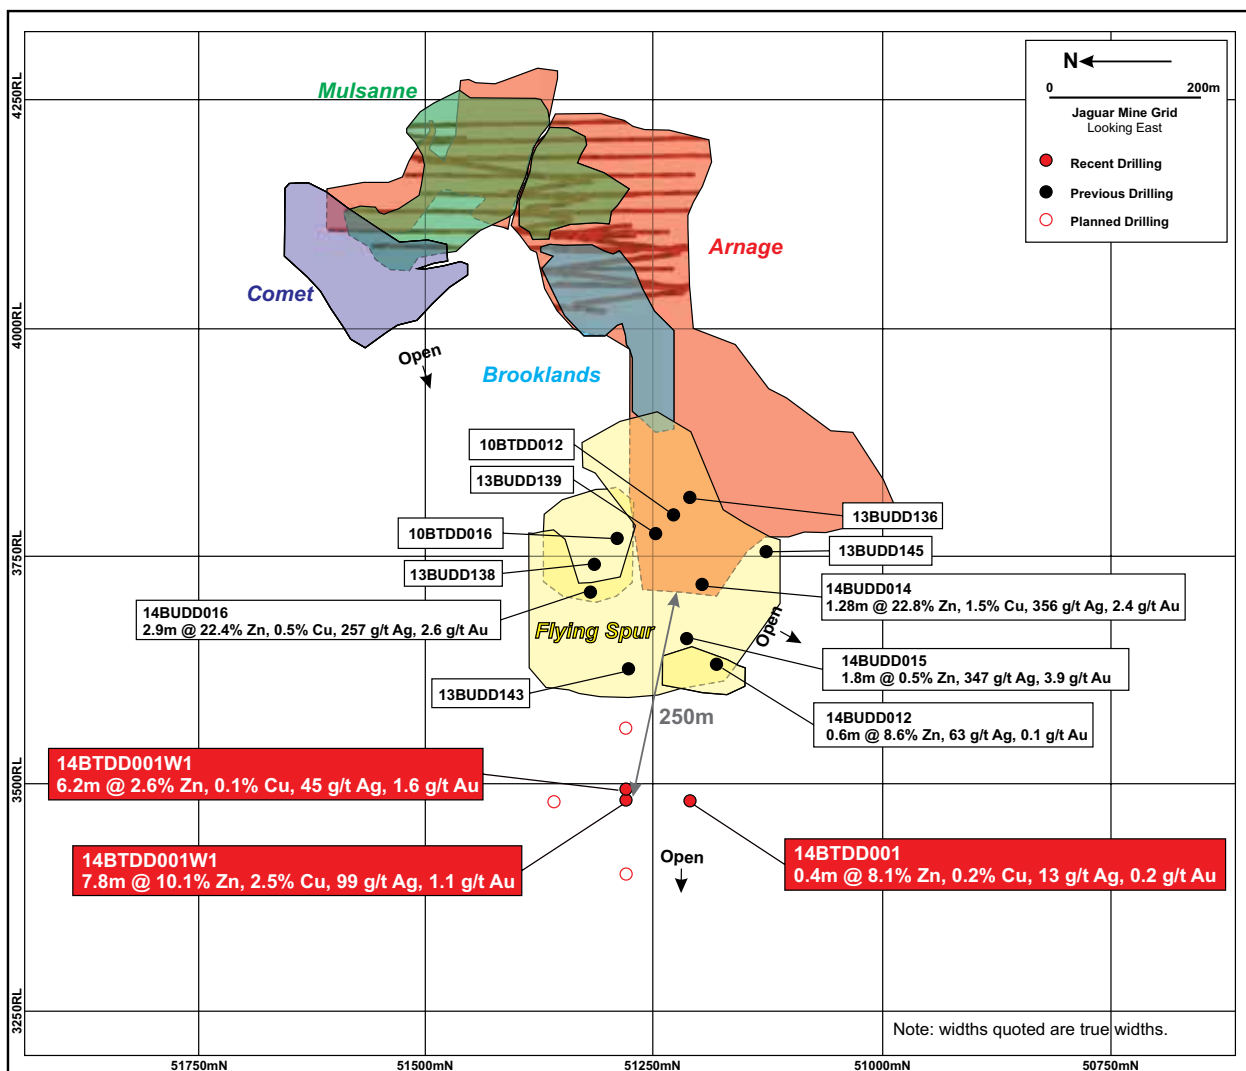 N
0 200m
Jaguar Mine Grid
Looking East
Recent Drilling
Previous Drilling
Planned Drilling
4250RL
4000RL
3750RL
3500RL
3250RL
Mulsanne
Arnage
Comet
Open
Brooklands
10BTDD012
13BUDD139
10BTDD016
13BUDD138
14BUDD016
2.9m @ 22.4% Zn, 0.5% Cu, 257 g/t Ag, 2.6 g/t Au
13BUDD143
13BUDD136
13BUDD145
14BUDD014
1.28m @ 22.8% Zn, 1.5% Cu, 356 g/t Ag, 2.4 g/t Au
Flying Spur
Open
14BUDD015
1.8m @ 0.5% Zn, 347 g/t Ag, 3.9 g/t Au
14BUDD012
0.6m @ 8.6% Zn, 63 g/t Ag, 0.1 g/t Au
250m
14BTDD001W1
6.2m @ 2.6% Zn, 0.1% Cu, 45 g/t Ag, 1.6 g/t Au
14BTDD001W1
7.8m @ 10.1% Zn, 2.5% Cu, 99 g/t Ag, 1.1 g/t Au
Open
14BTDD001
0.4m @ 8.1% Zn, 0.2% Cu, 13 g/t Ag, 0.2 g/t Au
Note: widths quoted are true widths.
51750mN
51500mN
51250mN
51000mN
50750mN